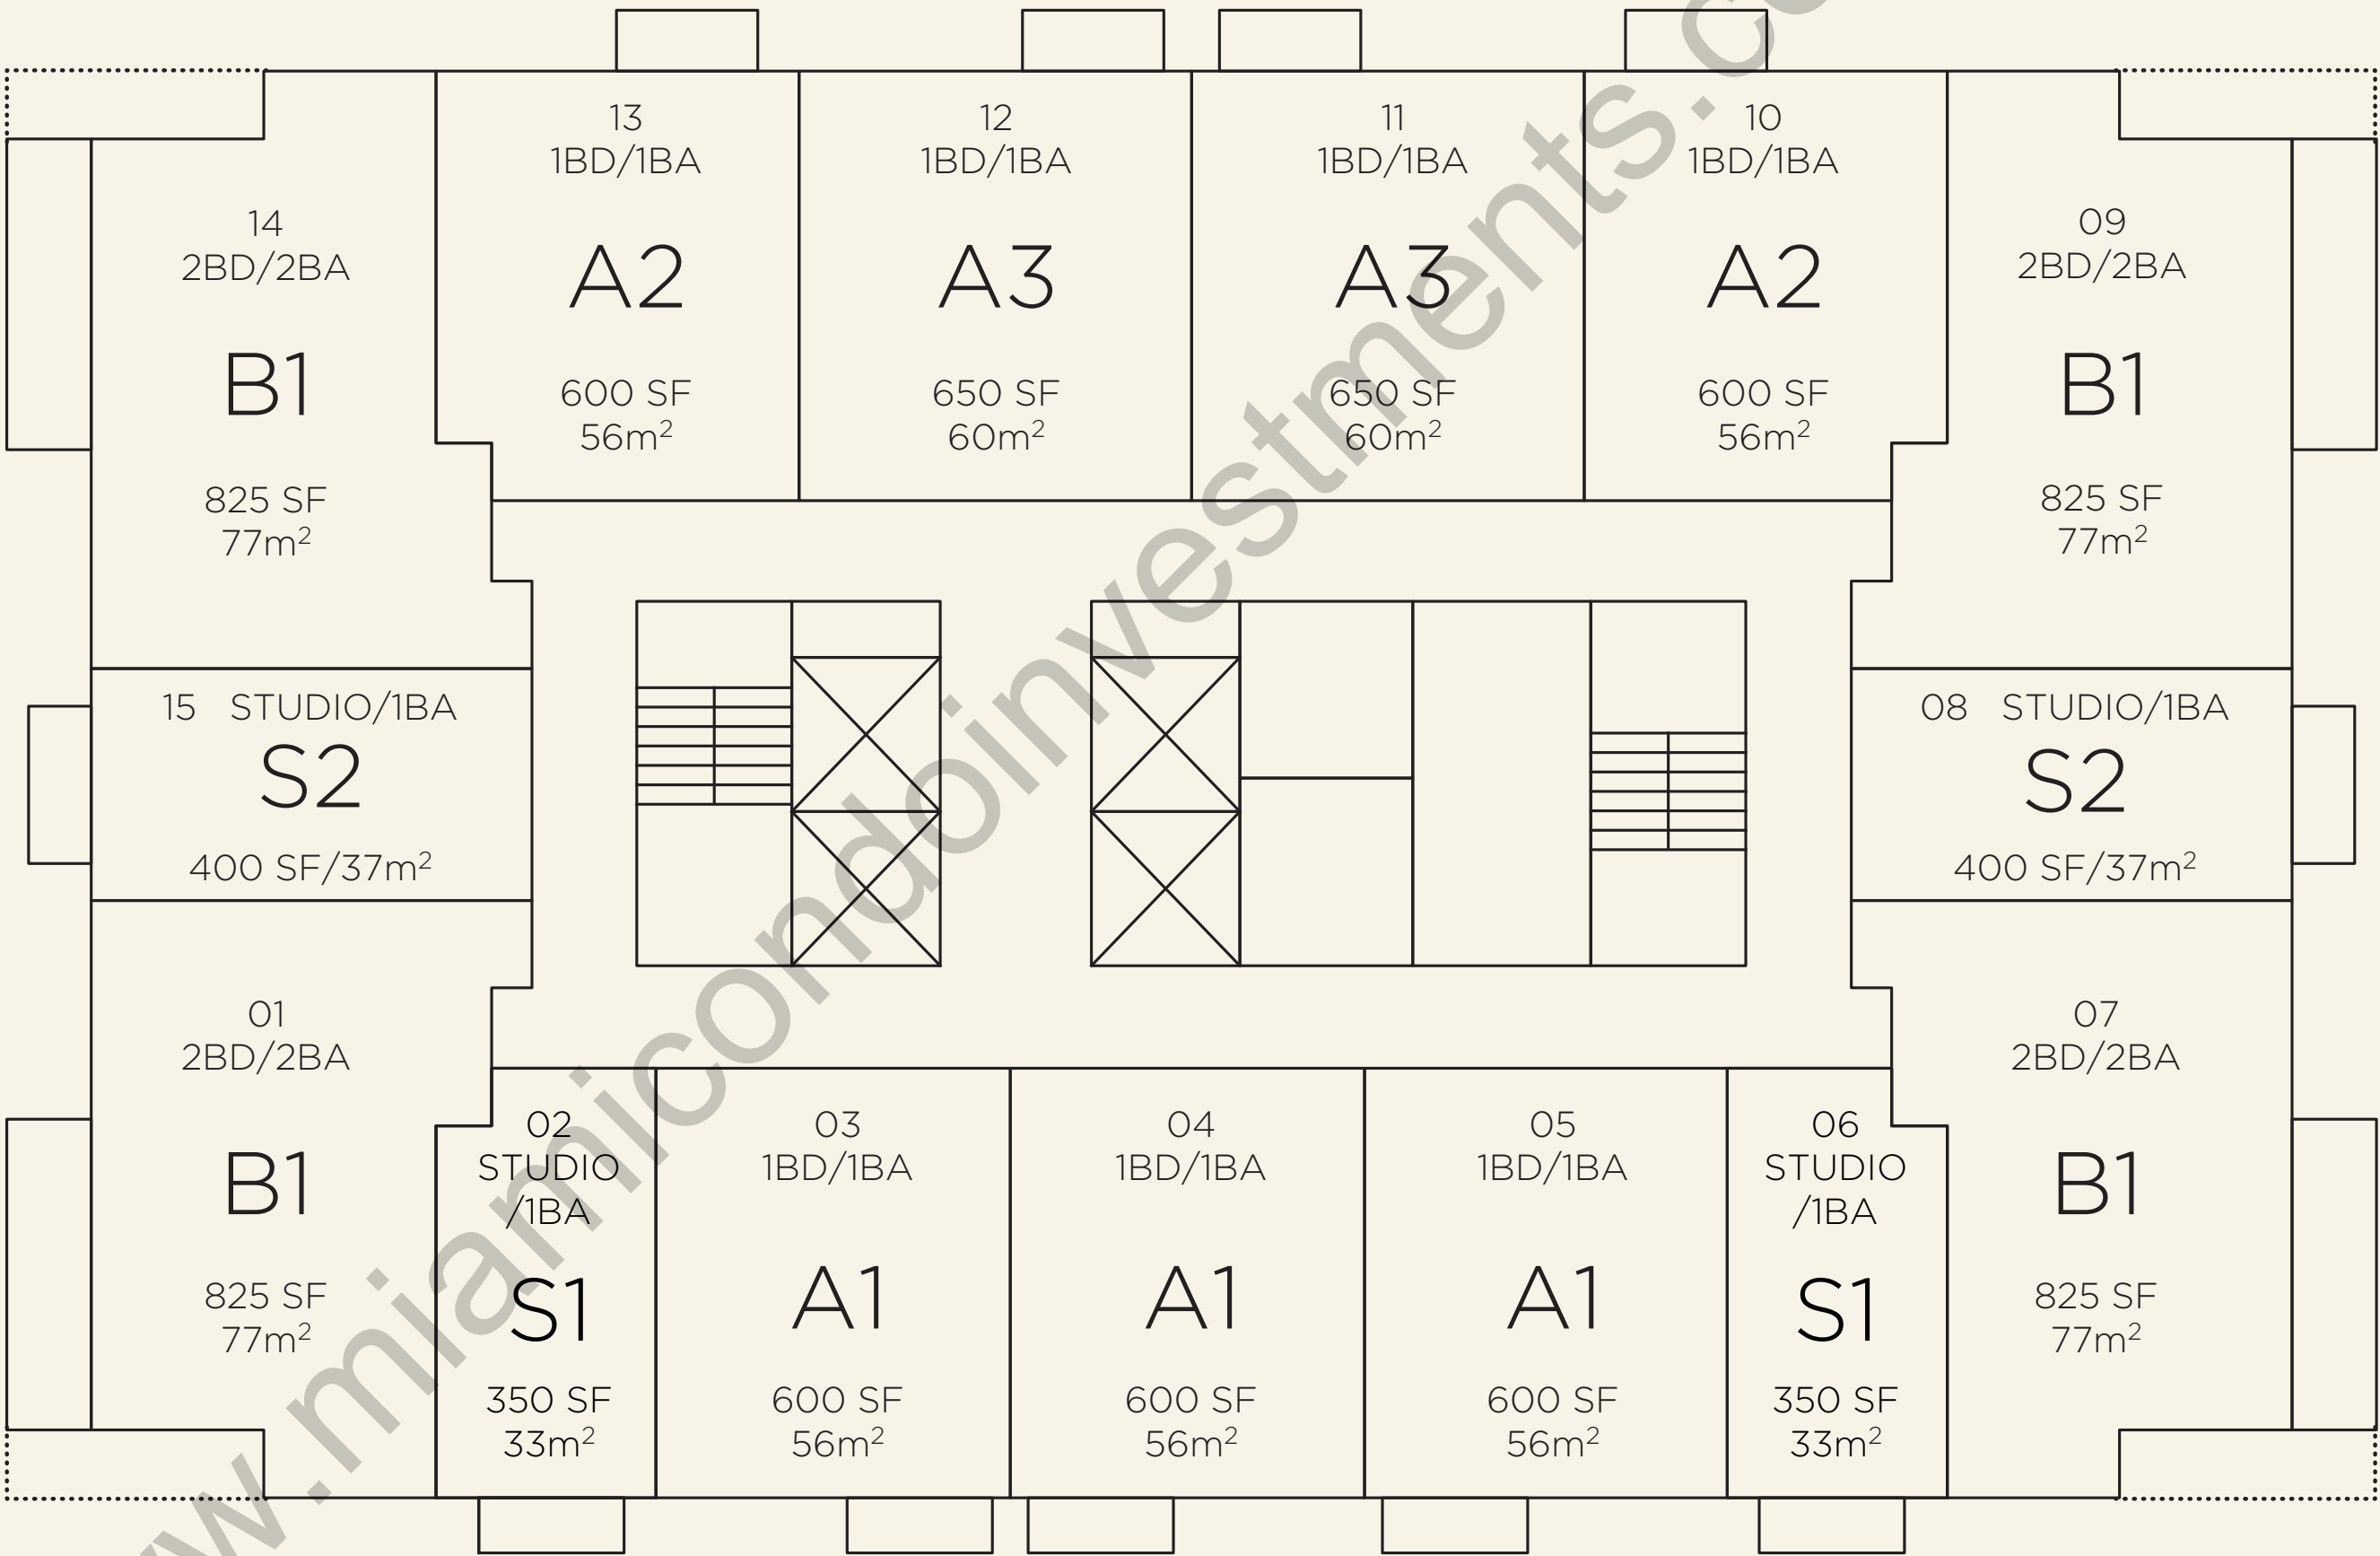 13
1BD/1BA
A2
600 SF
56m²
12
1BD/1BA
A3
650 SF
60m²
11
1BD/1BA
A3
650 SF
60m²
10
1BD/1BA
A2
600 SF
56m²
14
2BD/2BA
B1
825 SF
77m²
09
2BD/2BA
B1
825 SF
77m²
15 STUDIO/1BA
S2
400 SF/37m²
08 STUDIO/1BA
S2
400 SF/37m²
01
2BD/2BA
B1
825 SF
77m²
02
STUDIO
/1BA
S1
350 SF
33m²
03
1BD/1BA
A1
600 SF
56m²
04
1BD/1BA
A1
600 SF
56m²
05
1BD/1BA
A1
600 SF
56m²
06
STUDIO
/1BA
S1
350 SF
33m²
07
2BD/2BA
B1
825 SF
77m²
w.miamicondoinvestments.co